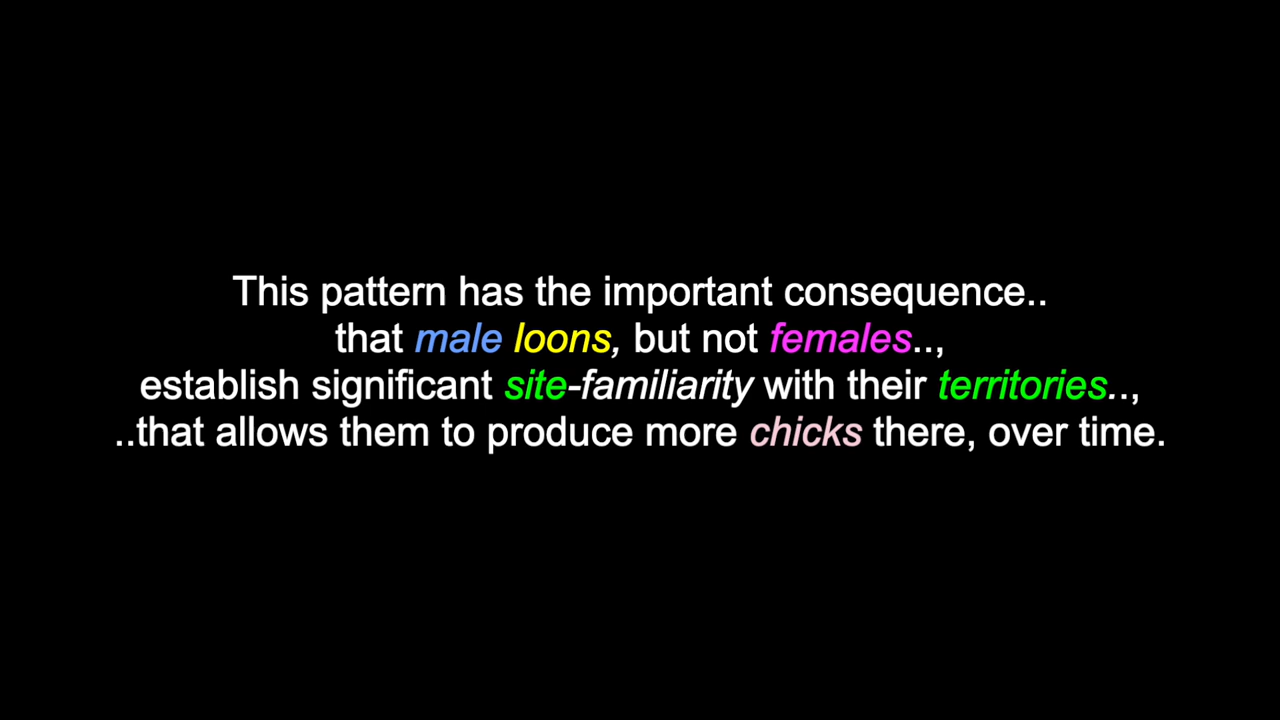 This pattern has the important consequence..
that male loons, but not females..,
establish significant site-familiarity with their territories..,
..that allows them to produce more chicks there, over time.